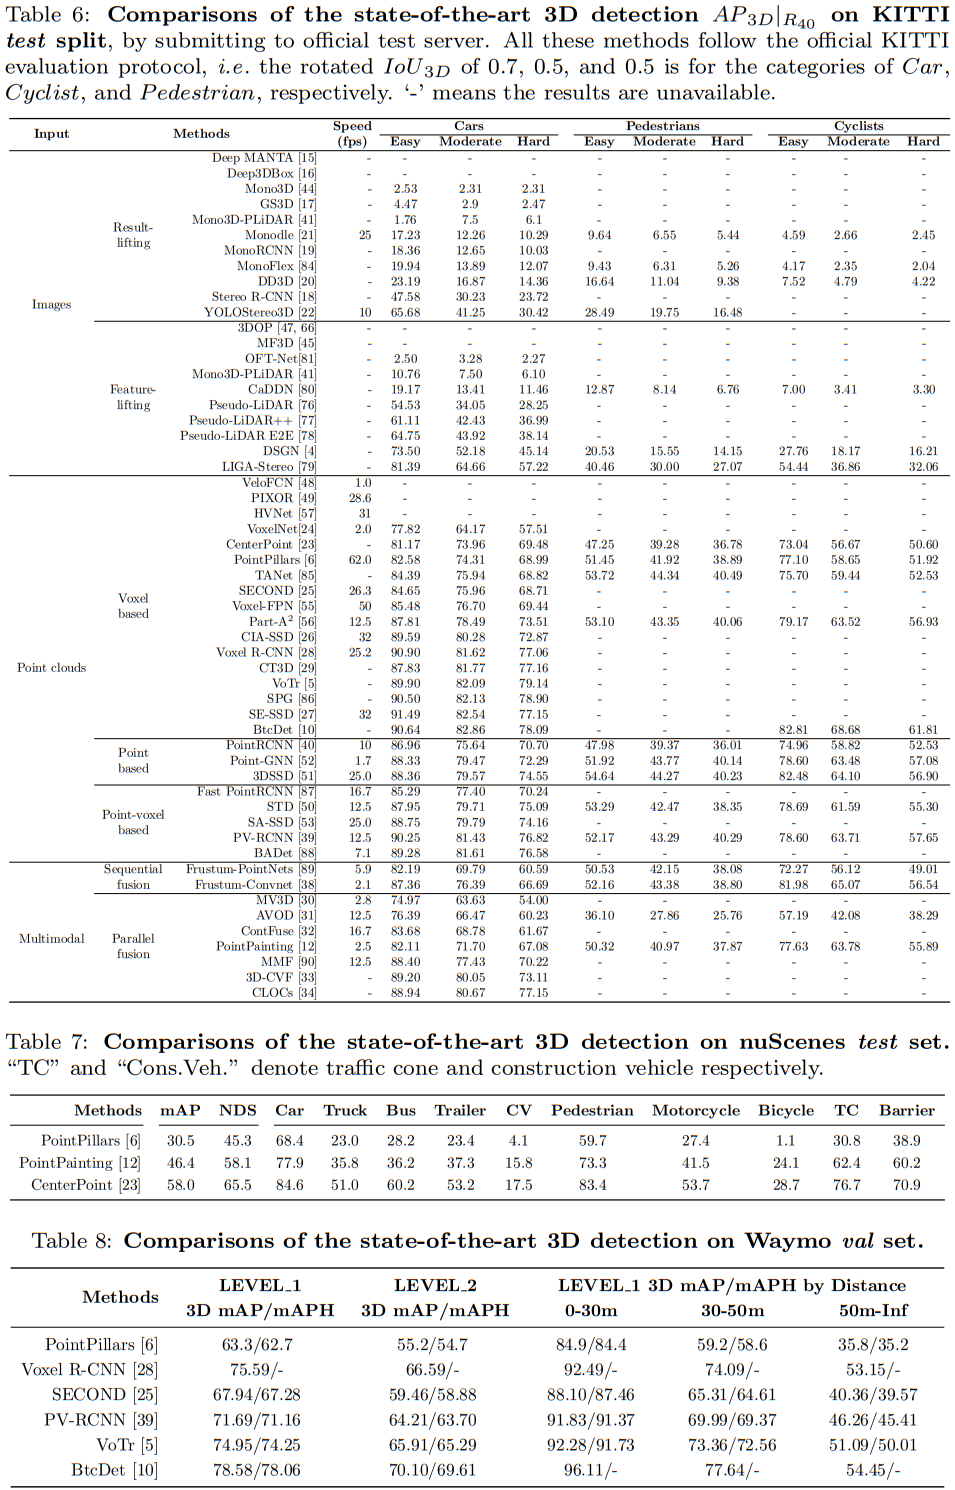 Table 6: Comparisons of the state-of-the-art 3D detection AP3D|R40 on KITTI
test split, by submitting to official test server. All these methods follow the official KITTI
evaluation protocol, i.e. the rotated IoU3D of 0.7, 0.5, and 0.5 is for the categories of Car,
Cyclist, and Pedestrian, respectively. ‘-’ means the results are unavailable.
Input Methods Speed (fps) Cars Pedestrians Cyclists
Easy Moderate Hard Easy Moderate Hard Easy Moderate Hard
Images
Result-lifting
Deep MANTA [15] - - - - - - - - - -
Deep3DBox [16] - - - - - - - - - -
Mono3D [44] - 2.53 2.31 2.31 - - - - - -
GS3D [17] - 4.47 2.9 2.47 - - - - - -
Mono3D-PLiDAR [41] - 1.76 7.5 6.1 - - - - - -
Monodle [21] 25 17.23 12.26 10.29 9.64 6.55 5.44 4.59 2.66 2.45
MonoRCNN [19] - 18.36 12.65 10.03 - - - - - -
MonoFlex [84] - 19.94 13.89 12.07 9.43 6.31 5.26 4.17 2.35 2.04
DD3D [20] - 23.19 16.87 14.36 16.64 11.04 9.38 7.52 4.79 4.22
Stereo R-CNN [18] - 47.58 30.23 23.72 - - - - - -
YOLOStereo3D [22] 10 65.68 41.25 30.42 28.49 19.75 16.48 - - -
Feature-lifting
3DOP [47, 66] - - - - - - - - - -
MF3D [45] - - - - - - - - - -
OFT-Net[81] - 2.50 3.28 2.27 - - - - - -
Mono3D-PLiDAR [41] - 10.76 7.50 6.10 - - - - - -
CaDDN [80] - 19.17 13.41 11.46 12.87 8.14 6.76 7.00 3.41 3.30
Pseudo-LiDAR [76] - 54.53 34.05 28.25 - - - - - -
Pseudo-LiDAR++ [77] - 61.11 42.43 36.99 - - - - - -
Pseudo-LiDAR E2E [78] - 64.75 43.92 38.14 - - - - - -
DSGN [4] - 73.50 52.18 45.14 20.53 15.55 14.15 27.76 18.17 16.21
LIGA-Stereo [79] - 81.39 64.66 57.22 40.46 30.00 27.07 54.44 36.86 32.06
Point clouds
Voxel based
VeloFCN [48] 1.0 - - - - - - - - -
PIXOR [49] 28.6 - - - - - - - - -
HVNet [57] 31 - - - - - - - - -
VoxelNet[24] 2.0 77.82 64.17 57.51 - - - - - -
CenterPoint [23] - 81.17 73.96 69.48 47.25 39.28 36.78 73.04 56.67 50.60
PointPillars [6] 62.0 82.58 74.31 68.99 51.45 41.92 38.89 77.10 58.65 51.92
TANet [85] - 84.39 75.94 68.82 53.72 44.34 40.49 75.70 59.44 52.53
SECOND [25] 26.3 84.65 75.96 68.71 - - - - - -
Voxel-FPN [55] 50 85.48 76.70 69.44 - - - - - -
Part-A² [56] 12.5 87.81 78.49 73.51 53.10 43.35 40.06 79.17 63.52 56.93
CIA-SSD [26] 32 89.59 80.28 72.87 - - - - - -
Voxel R-CNN [28] 25.2 90.90 81.62 77.06 - - - - - -
CT3D [29] - 87.83 81.77 77.16 - - - - - -
VoTr [5] - 89.90 82.09 79.14 - - - - - -
SPG [86] - 90.50 82.13 78.90 - - - - - -
SE-SSD [27] 32 91.49 82.54 77.15 - - - - - -
BtcDet [10] - 90.64 82.86 78.09 - - - 82.81 68.68 61.81
Point based
PointRCNN [40] 10 86.96 75.64 70.70 47.98 39.37 36.01 74.96 58.82 52.53
Point-GNN [52] 1.7 88.33 79.47 72.29 51.92 43.77 40.14 78.60 63.48 57.08
3DSSD [51] 25.0 88.36 79.57 74.55 54.64 44.27 40.23 82.48 64.10 56.90
Point-voxel based
Fast PointRCNN [87] 16.7 85.29 77.40 70.24 - - - - - -
STD [50] 12.5 87.95 79.71 75.09 53.29 42.47 38.35 78.69 61.59 55.30
SA-SSD [53] 25.0 88.75 79.79 74.16 - - - - - -
PV-RCNN [39] 12.5 90.25 81.43 76.82 52.17 43.29 40.29 78.60 63.71 57.65
BADet [88] 7.1 89.28 81.61 76.58 - - - - - -
Multimodal
Sequential fusion
Frustum-PointNets [89] 5.9 82.19 69.79 60.59 50.53 42.15 38.08 72.27 56.12 49.01
Frustum-Convnet [38] 2.1 87.36 76.39 66.69 52.16 43.38 38.80 81.98 65.07 56.54
Parallel fusion
MV3D [30] 2.8 74.97 63.63 54.00 - - - - - -
AVOD [31] 12.5 76.39 66.47 60.23 36.10 27.86 25.76 57.19 42.08 38.29
ContFuse [32] 16.7 83.68 68.78 61.67 - - - - - -
PointPainting [12] 2.5 82.11 71.70 67.08 50.32 40.97 37.87 77.63 63.78 55.89
MMF [90] 12.5 88.40 77.43 70.22 - - - - - -
3D-CVF [33] - 89.20 80.05 73.11 - - - - - -
CLOCs [34] - 88.94 80.67 77.15 - - - - - -
Table 7: Comparisons of the state-of-the-art 3D detection on nuScenes test set.
“TC” and “Cons.Veh.” denote traffic cone and construction vehicle respectively.
Methods mAP NDS Car Truck Bus Trailer CV Pedestrian Motorcycle Bicycle TC Barrier
PointPillars [6] 30.5 45.3 68.4 23.0 28.2 23.4 4.1 59.7 27.4 1.1 30.8 38.9
PointPainting [12] 46.4 58.1 77.9 35.8 36.2 37.3 15.8 73.3 41.5 24.1 62.4 60.2
CenterPoint [23] 58.0 65.5 84.6 51.0 60.2 53.2 17.5 83.4 53.7 28.7 76.7 70.9
Table 8: Comparisons of the state-of-the-art 3D detection on Waymo val set.
Methods LEVEL_1 LEVEL_2 LEVEL_1 3D mAP/mAPH by Distance
3D mAP/mAPH 3D mAP/mAPH 0-30m 30-50m 50m-Inf
PointPillars [6] 63.3/62.7 55.2/54.7 84.9/84.4 59.2/58.6 35.8/35.2
Voxel R-CNN [28] 75.59/- 66.59/- 92.49/- 74.09/- 53.15/-
SECOND [25] 67.94/67.28 59.46/58.88 88.10/87.46 65.31/64.61 40.36/39.57
PV-RCNN [39] 71.69/71.16 64.21/63.70 91.83/91.37 69.99/69.37 46.26/45.41
VoTr [5] 74.95/74.25 65.91/65.29 92.28/91.73 73.36/72.56 51.09/50.01
BtcDet [10] 78.58/78.06 70.10/69.61 96.11/- 77.64/- 54.45/-